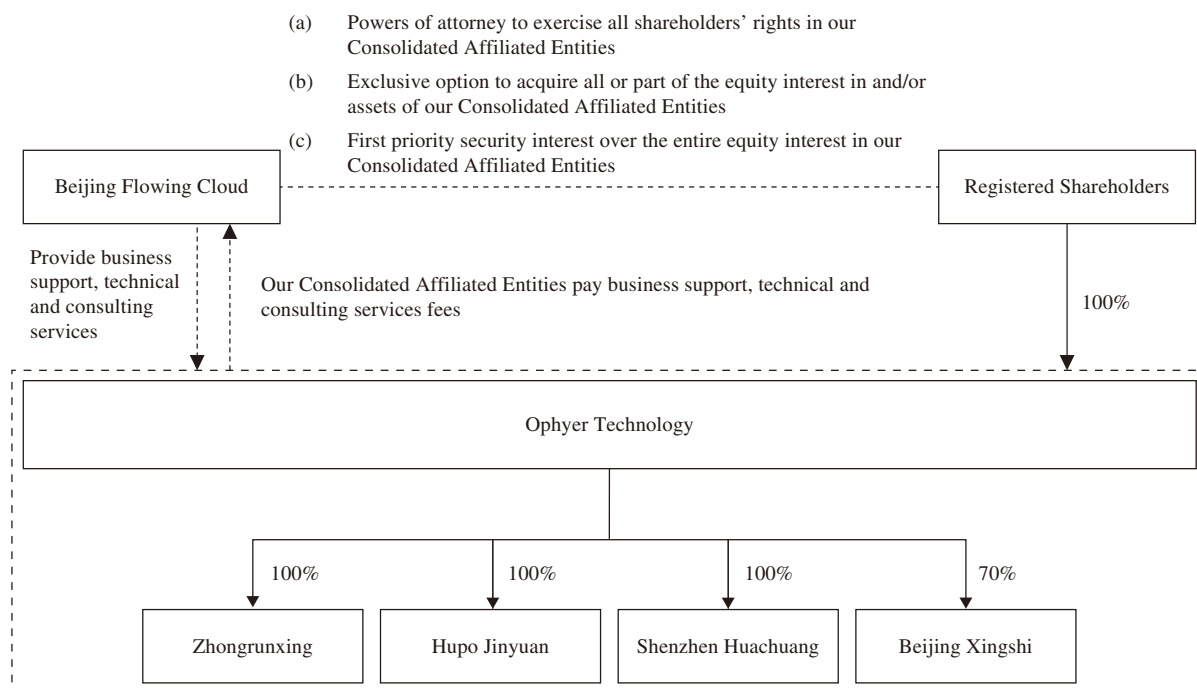 (a) Powers of attorney to exercise all shareholders’ rights in our
Consolidated Affiliated Entities
(b) Exclusive option to acquire all or part of the equity interest in and/or
assets of our Consolidated Affiliated Entities
(c) First priority security interest over the entire equity interest in our
Consolidated Affiliated Entities
Beijing Flowing Cloud
Registered Shareholders
Provide business
support, technical
and consulting
services
Our Consolidated Affiliated Entities pay business support, technical and
consulting services fees
100%
Ophyer Technology
100%
100%
100%
70%
Zhongrunxing
Hupo Jinyuan
Shenzhen Huachuang
Beijing Xingshi